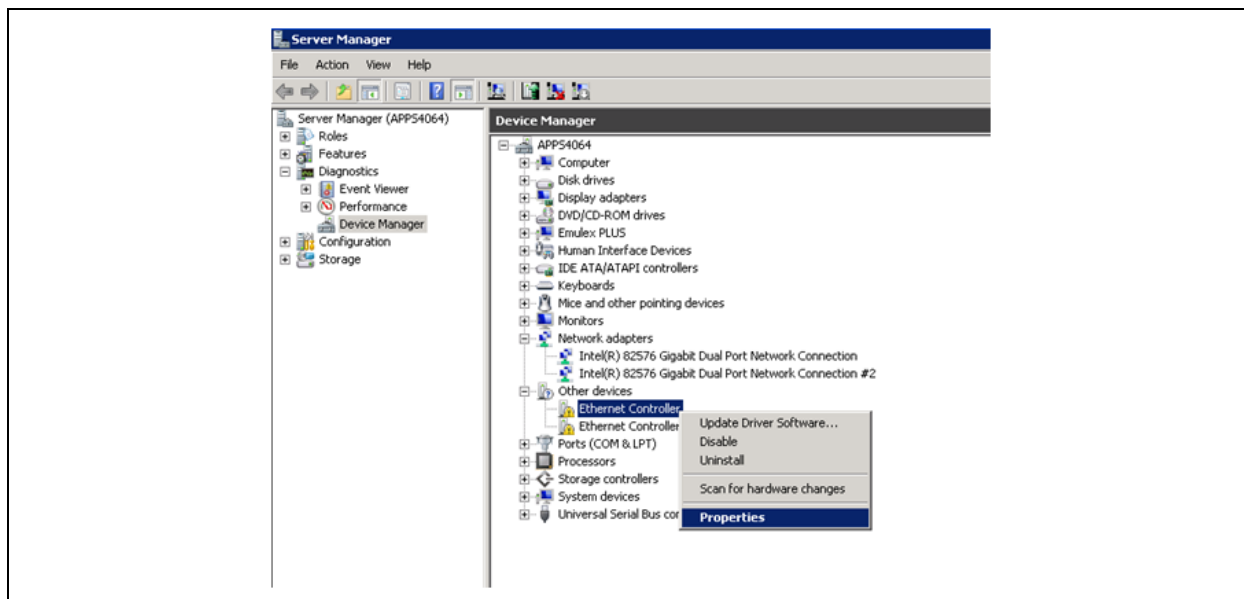 Server Manager
File Action View Help
Server Manager (APPS4064)
Roles
Features
Diagnostics
Event Viewer
Performance
Device Manager
Configuration
Storage
Device Manager
APPS4064
Computer
Disk drives
Display adapters
DVD/CD-ROM drives
Emulex PLUS
Human Interface Devices
IDE ATA/ATAPI controllers
Keyboards
Mice and other pointing devices
Monitors
Network adapters
Intel(R) 82576 Gigabit Dual Port Network Connection
Intel(R) 82576 Gigabit Dual Port Network Connection #2
Other devices
Ethernet Controller
Ethernet Controller
Ports (COM & LPT)
Processors
Storage controllers
System devices
Universal Serial Bus cor
Update Driver Software...
Disable
Uninstall
Scan for hardware changes
Properties